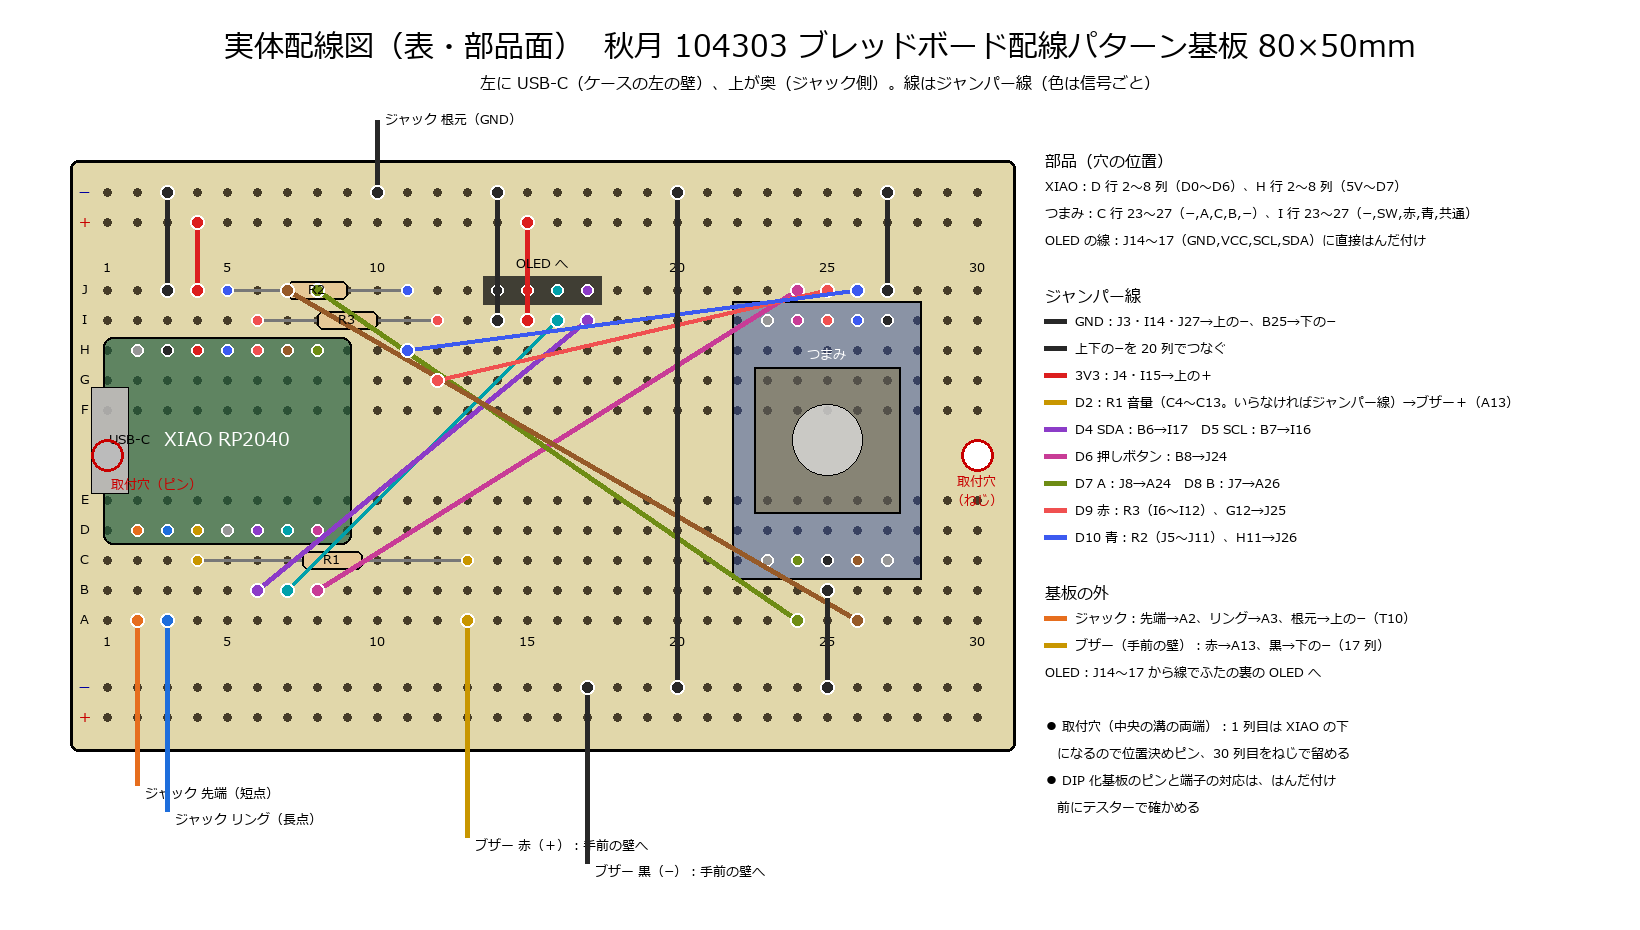 実体配線図（表・部品面）　秋月 104303 ブレッドボード配線パターン基板 80×50mm
左に USB-C（ケースの左の壁）、上が奥（ジャック側）。線はジャンパー線（色は信号ごと）
ジャック 根元（GND）
−
+
1 5 10 20 25 30
OLED へ
J
R2
I
R3
H
つまみ
G
F
USB-C
XIAO RP2040
取付穴（ピン）
取付穴
（ねじ）
E
D
C
R1
B
A
1 5 10 15 20 25 30
−
+
ジャック 先端（短点）
ジャック リング（長点）
ブザー 赤（＋）：手前の壁へ
ブザー 黒（−）：手前の壁へ
部品（穴の位置）
XIAO：D 行 2～8 列（D0～D6）、H 行 2～8 列（5V～D7）
つまみ：C 行 23～27（−,A,C,B,−）、I 行 23～27（−,SW,赤,青,共通）
OLED の線：J14～17（GND,VCC,SCL,SDA）に直接はんだ付け
ジャンパー線
GND：J3・I14・J27→上の−、B25→下の−
上下の−を 20 列でつなぐ
3V3：J4・I15→上の+
D2：R1 音量（C4～C13。いらなければジャンパー線）→ブザー＋（A13）
D4 SDA：B6→I17　D5 SCL：B7→I16
D6 押しボタン：B8→J24
D7 A：J8→A24　D8 B：J7→A26
D9 赤：R3（I6～I12）、G12→J25
D10 青：R2（J5～J11）、H11→J26
基板の外
ジャック：先端→A2、リング→A3、根元→上の−（T10）
ブザー（手前の壁）：赤→A13、黒→下の−（17 列）
OLED：J14～17 から線でふたの裏の OLED へ
● 取付穴（中央の溝の両端）：1 列目は XIAO の下
になるので位置決めピン、30 列目をねじで留める
● DIP 化基板のピンと端子の対応は、はんだ付け
前にテスターで確かめる